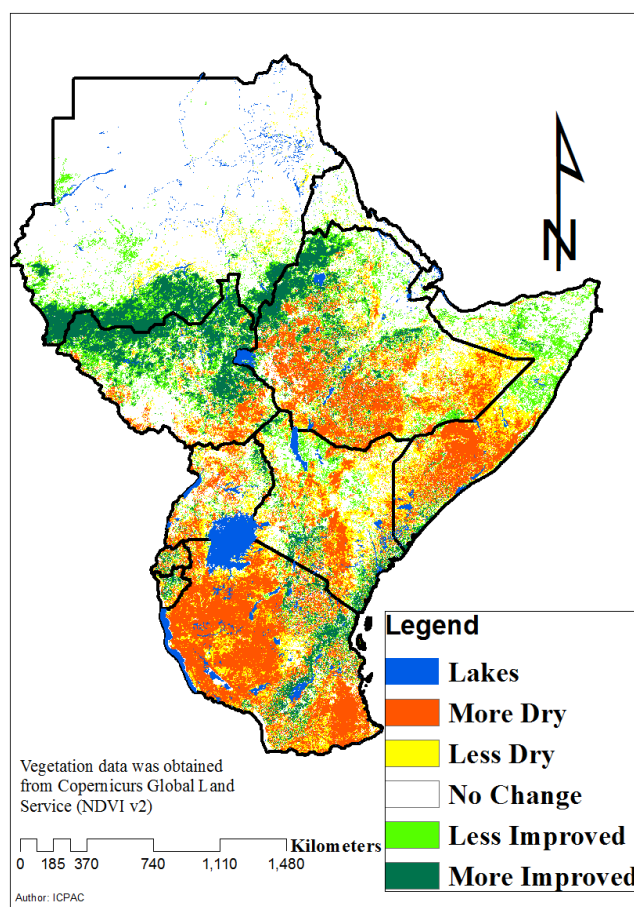 N
Legend
Lakes
More Dry
Less Dry
No Change
Less Improved
More Improved
Vegetation data was obtained
from Copernicurs Global Land
Service (NDVI v2)
Kilometers
0 185 370 740 1,110 1,480
Author: ICPAC